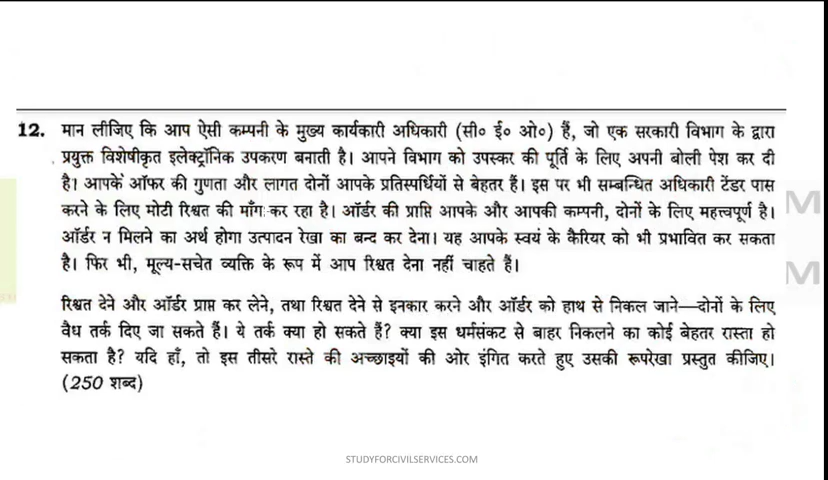 12. मान लीजिए कि आप ऐसी कम्पनी के मुख्य कार्यकारी अधिकारी (सी० ई० ओ०) हैं, जो एक सरकारी विभाग के द्वारा
प्रयुक्त विशेषीकृत इलेक्ट्रॉनिक उपकरण बनाती है। आपने विभाग को उपस्कर की पूर्ति के लिए अपनी बोली पेश कर दी
है। आपके ऑफर की गुणता और लागत दोनों आपके प्रतिस्पर्धियों से बेहतर हैं। इस पर भी सम्बन्धित अधिकारी टेंडर पास
करने के लिए मोटी रिश्वत की माँग कर रहा है। ऑर्डर की प्राप्ति आपके और आपकी कम्पनी, दोनों के लिए महत्त्वपूर्ण है।
ऑर्डर न मिलने का अर्थ होगा उत्पादन रेखा का बन्द कर देना। यह आपके स्वयं के कैरियर को भी प्रभावित कर सकता
है। फिर भी, मूल्य-सचेत व्यक्ति के रूप में आप रिश्वत देना नहीं चाहते हैं।
रिश्वत देने और ऑर्डर प्राप्त कर लेने, तथा रिश्वत देने से इनकार करने और ऑर्डर को हाथ से निकल जाने—दोनों के लिए
वैध तर्क दिए जा सकते हैं। ये तर्क क्या हो सकते हैं? क्या इस धर्मसंकट से बाहर निकलने का कोई बेहतर रास्ता हो
सकता है? यदि हाँ, तो इस तीसरे रास्ते की अच्छाइयों की ओर इंगित करते हुए उसकी रूपरेखा प्रस्तुत कीजिए।
(250 शब्द)
M
M
STUDYFORCIVILSERVICES.COM